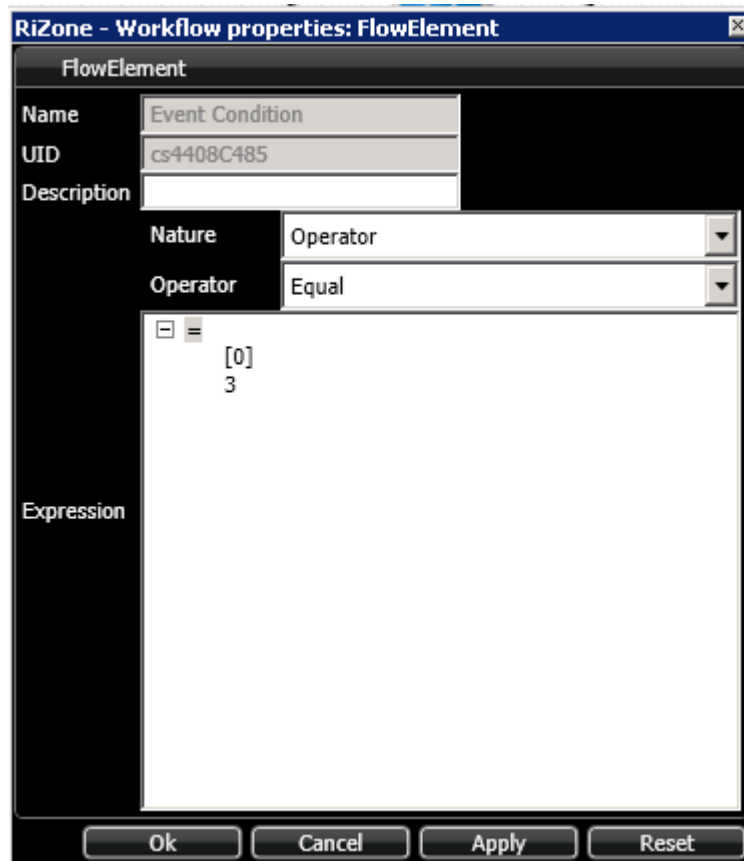 RiZone - Workflow properties: FlowElement
FlowElement
Name Event Condition
UID cs4408C485
Description
Nature Operator
Operator Equal
=
[0]
3
Expression
Ok Cancel Apply Reset